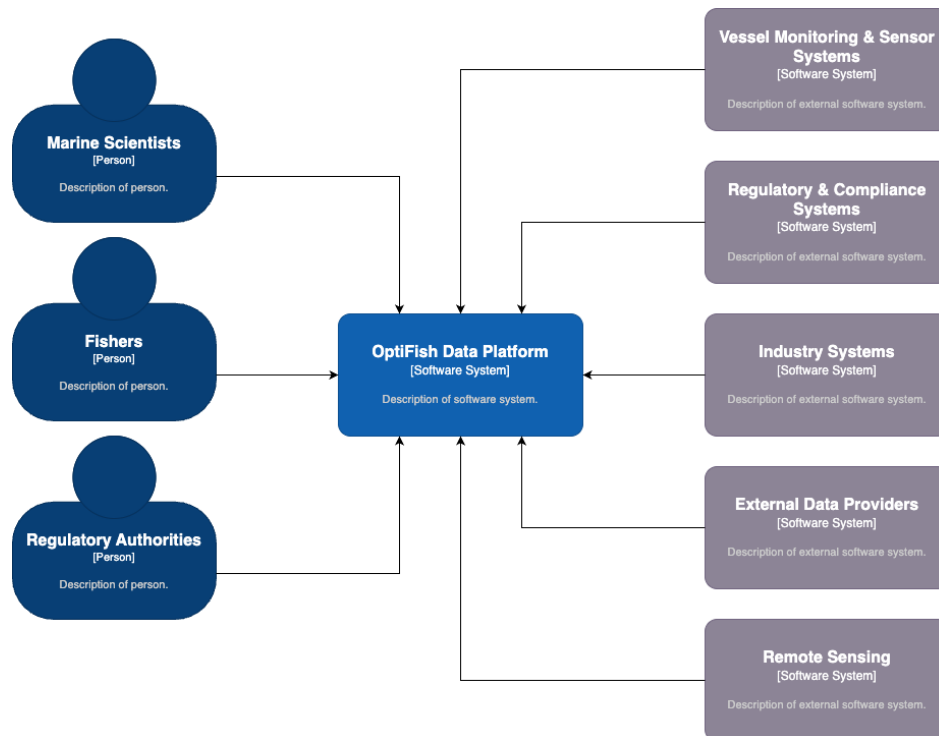 Marine Scientists
[Person]
Description of person.
Fishers
[Person]
Description of person.
Regulatory Authorities
[Person]
Description of person.
OptiFish Data Platform
[Software System]
Description of software system.
Vessel Monitoring & Sensor
Systems
[Software System]
Description of external software system.
Regulatory & Compliance
Systems
[Software System]
Description of external software system.
Industry Systems
[Software System]
Description of external software system.
External Data Providers
[Software System]
Description of external software system.
Remote Sensing
[Software System]
Description of external software system.